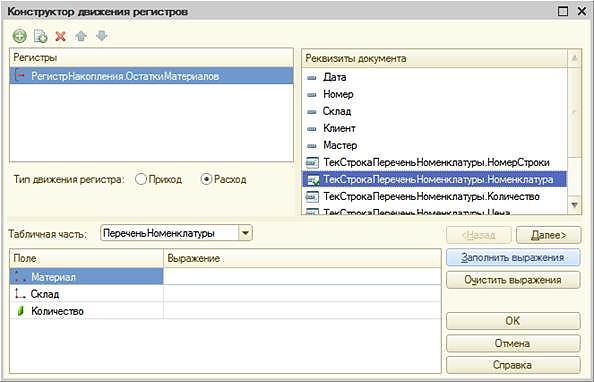 Конструктор движения регистров
Регистры
РегистрНакопления.ОстаткиМатериалов
Реквизиты документа
Дата
Номер
Склад
Клиент
Мастер
ТекСтрокаПереченьНоменклатуры.НомерСтроки
ТекСтрокаПереченьНоменклатуры.Номенклатура
ТекСтрокаПереченьНоменклатуры.Количество
ТекСтрокаПереченьНоменклатуры.Цена
Тип движения регистра: Приход Расход
Табличная часть: ПереченьНоменклатуры
<Назад Далее>
Поле Выражение
Материал
Склад
Количество
Заполнить выражения
Очистить выражения
OK
Отмена
Справка